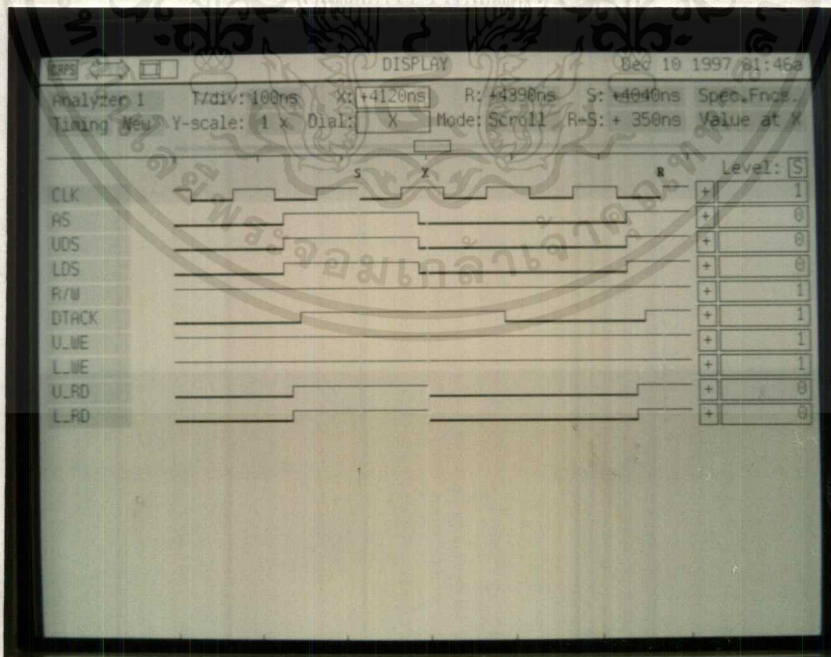 CAPS DISPLAY Dec 10 1997 01:46a
Analyzer 1 T/div: 100ns X: +4120ns R: +4390ns S: +4040ns Spec.Fncs.
Timing New Y-scale: 1 x Dial: X Mode: Scroll R-S: + 350ns Value at X
S X R Level: S
CLK + 1
AS + 0
UDS + 0
LDS + 0
R/W + 1
DTACK + 1
U_WE + 1
L_WE + 1
U_RD + 0
L_RD + 0